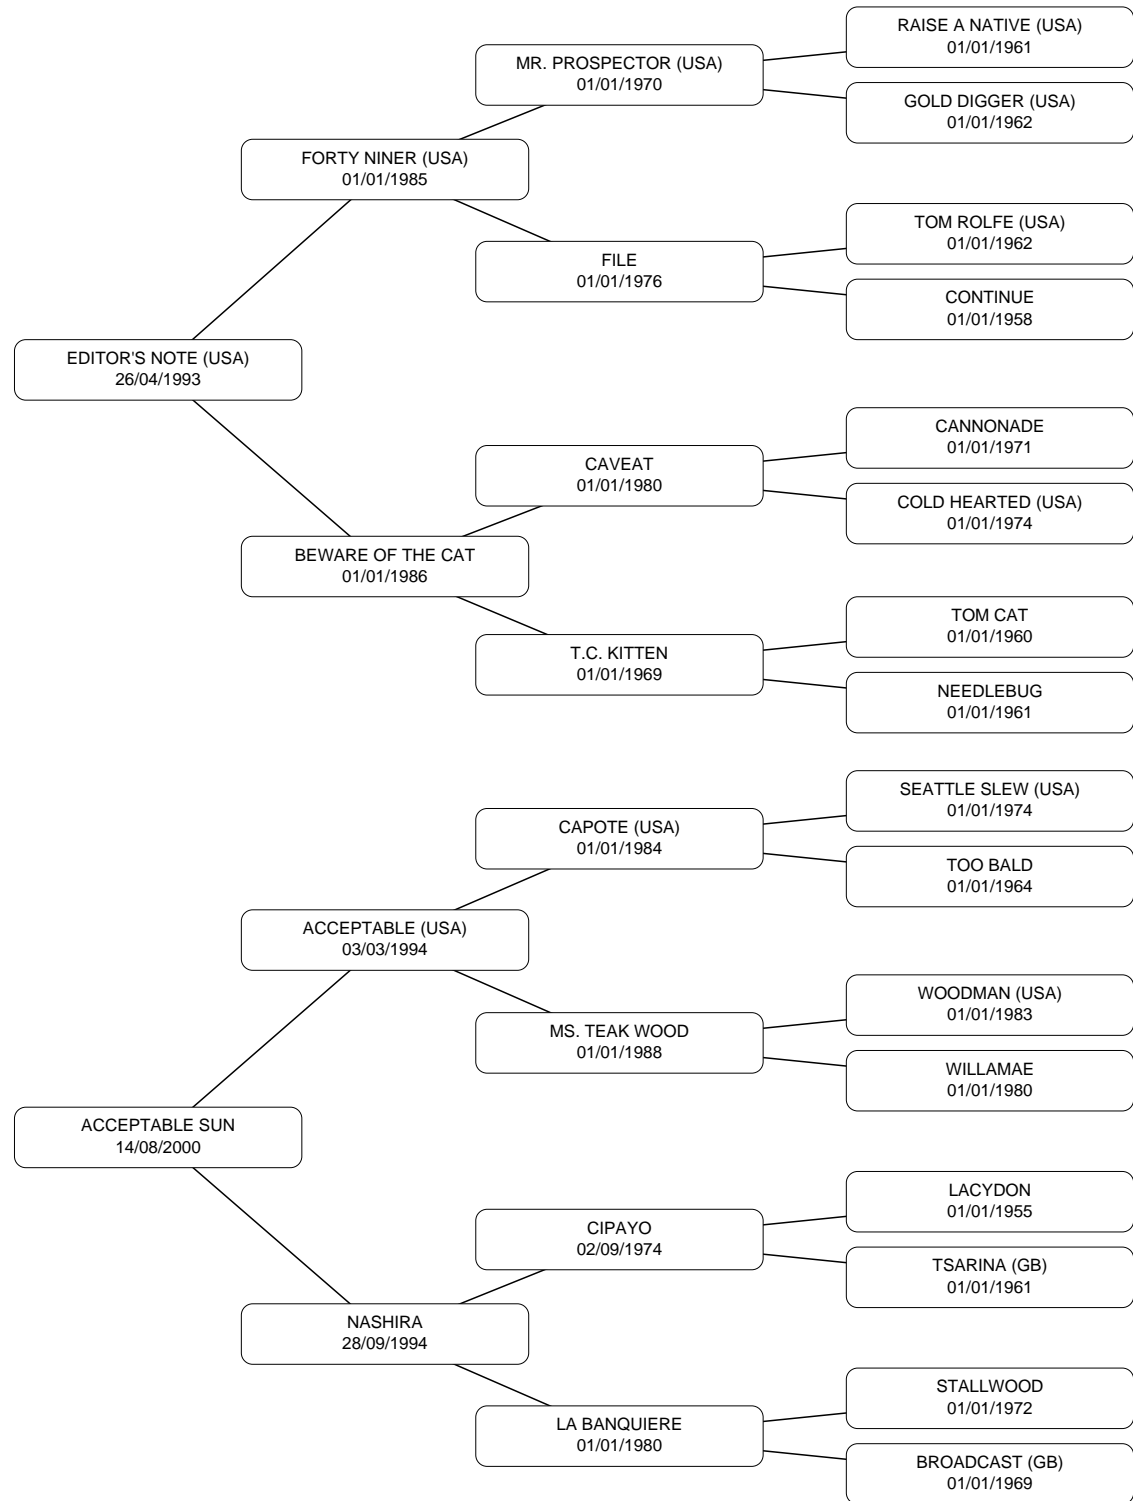 RAISE A NATIVE (USA)
01/01/1961
MR. PROSPECTOR (USA)
01/01/1970
GOLD DIGGER (USA)
01/01/1962
FORTY NINER (USA)
01/01/1985
TOM ROLFE (USA)
01/01/1962
FILE
01/01/1976
CONTINUE
01/01/1958
EDITOR'S NOTE (USA)
26/04/1993
CANNONADE
01/01/1971
CAVEAT
01/01/1980
COLD HEARTED (USA)
01/01/1974
BEWARE OF THE CAT
01/01/1986
TOM CAT
01/01/1960
T.C. KITTEN
01/01/1969
NEEDLEBUG
01/01/1961
SEATTLE SLEW (USA)
01/01/1974
CAPOTE (USA)
01/01/1984
TOO BALD
01/01/1964
ACCEPTABLE (USA)
03/03/1994
WOODMAN (USA)
01/01/1983
MS. TEAK WOOD
01/01/1988
WILLAMAE
01/01/1980
ACCEPTABLE SUN
14/08/2000
LACYDON
01/01/1955
CIPAYO
02/09/1974
TSARINA (GB)
01/01/1961
NASHIRA
28/09/1994
STALLWOOD
01/01/1972
LA BANQUIERE
01/01/1980
BROADCAST (GB)
01/01/1969